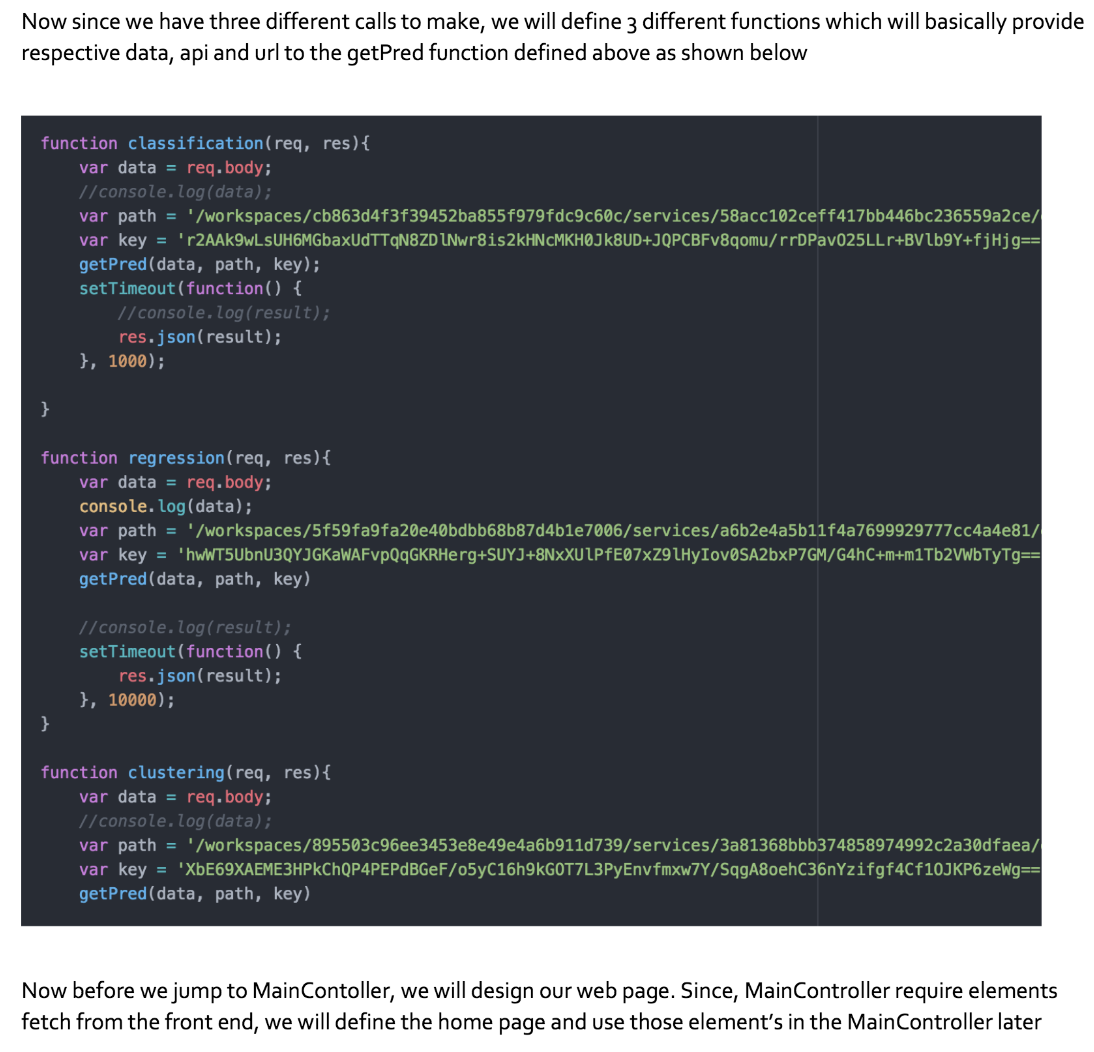 Now since we have three different calls to make, we will define 3 different functions which will basically provide
respective data, api and url to the getPred function defined above as shown below
function classification(req, res){
var data = req.body;
//console.log(data);
var path = '/workspaces/cb863d4f3f39452ba855f979fdc9c60c/services/58acc102ceff417bb446bc236559a2ce/
var key = 'r2AAk9wLsUH6MGbaxUdTTqN8ZDlNwr8is2kHNcMKH0Jk8UD+JQPCBFv8qomu/rrDPavO25LLr+BVlb9Y+fjHjg==
getPred(data, path, key);
setTimeout(function() {
//console.log(result);
res.json(result);
}, 1000);
}
function regression(req, res){
var data = req.body;
console.log(data);
var path = '/workspaces/5f59fa9fa20e40bdbb68b87d4b1e7006/services/a6b2e4a5b11f4a7699929777cc4a4e81/
var key = 'hwWT5UbnU3QYJGKaWAFvpQqGKRHerg+SUYJ+8NxXUlPfE07xZ9lHyIov0SA2bxP7GM/G4hC+m+m1Tb2VWbTyTg==
getPred(data, path, key)
//console.log(result);
setTimeout(function() {
res.json(result);
}, 10000);
}
function clustering(req, res){
var data = req.body;
//console.log(data);
var path = '/workspaces/895503c96ee3453e8e49e4a6b911d739/services/3a81368bbb374858974992c2a30dfaea/
var key = 'XbE69XAEME3HPkChQP4PEPdBGeF/o5yC16h9kGOT7L3PyEnvfmxw7Y/SqgA8oehC36nYzifgf4Cf1OJKP6zeWg==
getPred(data, path, key)
Now before we jump to MainContoller, we will design our web page. Since, MainController require elements
fetch from the front end, we will define the home page and use those element's in the MainController later